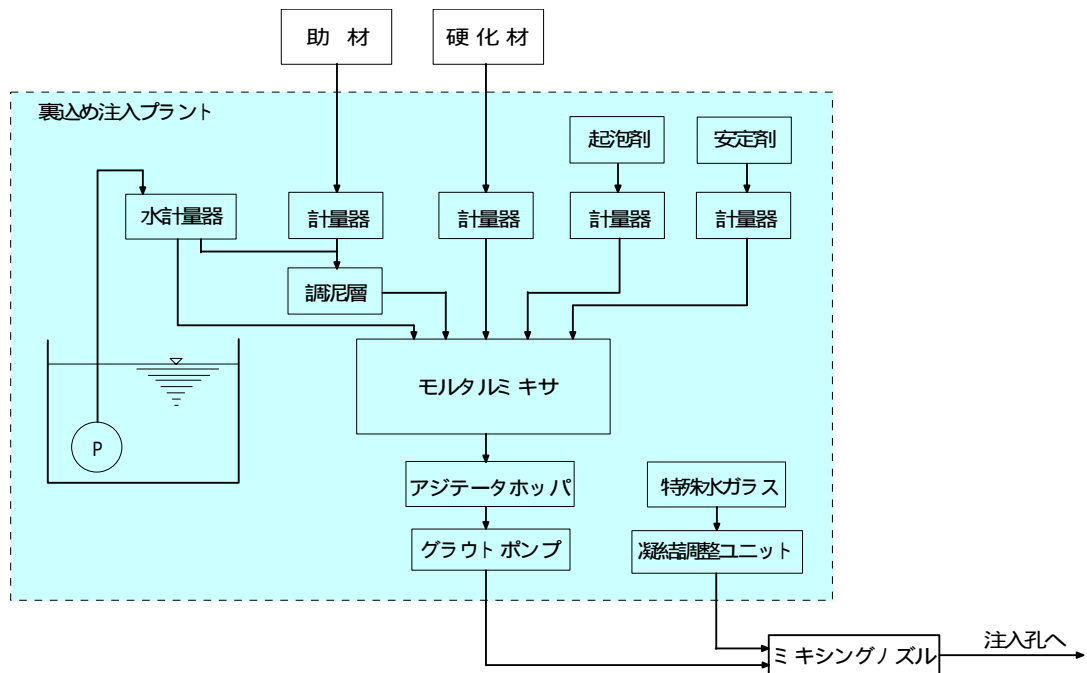 助 材
硬 化 材
裏込め注入プラント
起泡剤
安定剤
水計量器
計量器
計量器
計量器
計量器
調泥層
モルタルミキサ
P
アジテータホッパ
特殊水ガラス
グラウトポンプ
凝結調整ユニット
注入孔へ
ミキシングノズル